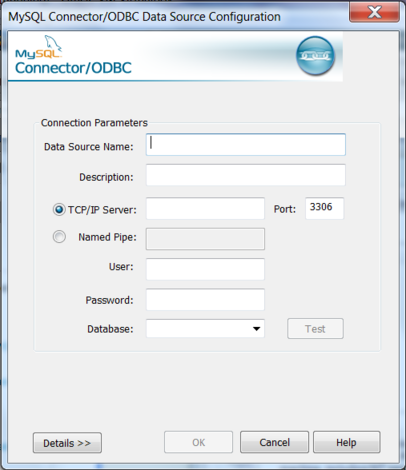 MySQL Connector/ODBC Data Source Configuration
MySQL
Connector/ODBC
Connection Parameters
Data Source Name:
Description:
TCP/IP Server:
Port: 3306
Named Pipe:
User:
Password:
Database:
Test
Details >>
OK
Cancel
Help